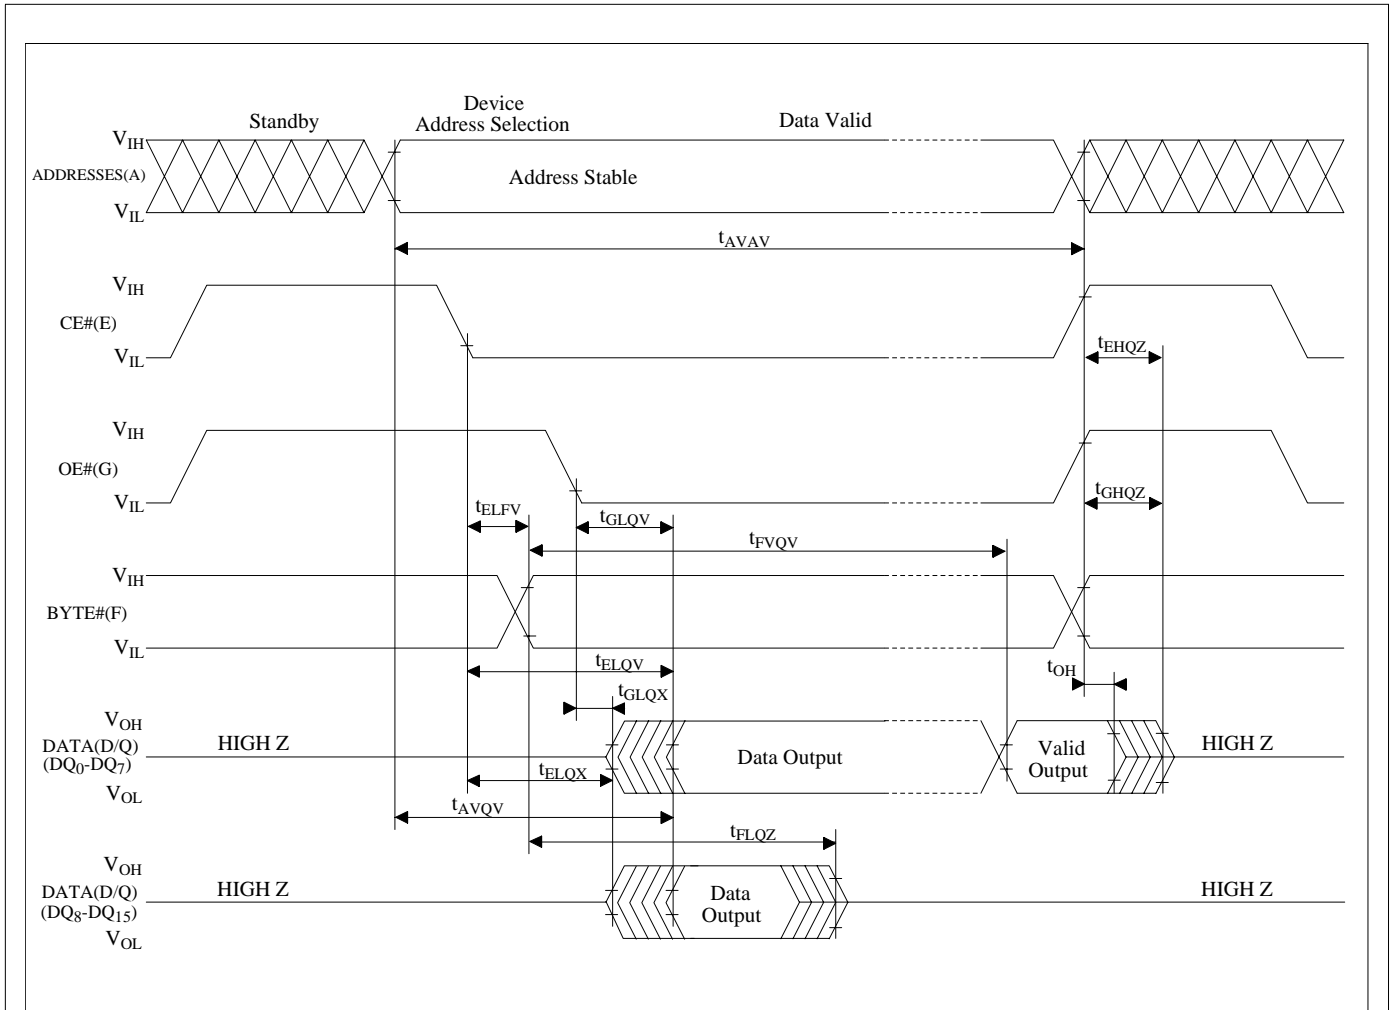 Standby
Device
Address Selection
Data Valid
VIH
ADDRESSES(A)
Address Stable
VIL
tAVAV
VIH
CE#(E)
VIL
tEHQZ
VIH
OE#(G)
VIL
tGHQZ
tELFV
tGLQV
tFVQV
VIH
BYTE#(F)
VIL
tELQV
tOH
tGLQX
VOH
DATA(D/Q)
(DQ0-DQ7)
VOL
HIGH Z
Data Output
Valid
Output
HIGH Z
tELQX
tAVQV
tFLQZ
VOH
DATA(D/Q)
(DQ8-DQ15)
VOL
HIGH Z
Data
Output
HIGH Z